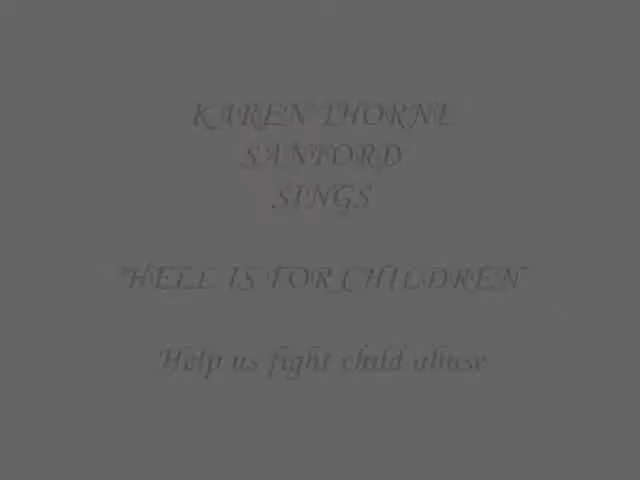 KAREN THORNE
SANFORD
SINGS
"HELL IS FOR CHILDREN"
Help us fight child abuse